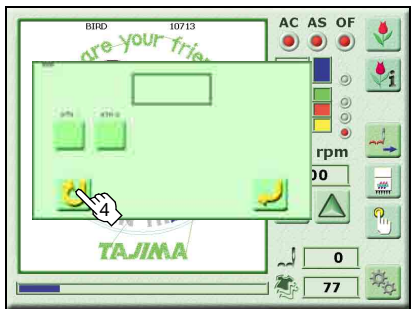 BIRD 10713
AC AS OF
are your frie
rpm
00
4
TAJIMA
0
77